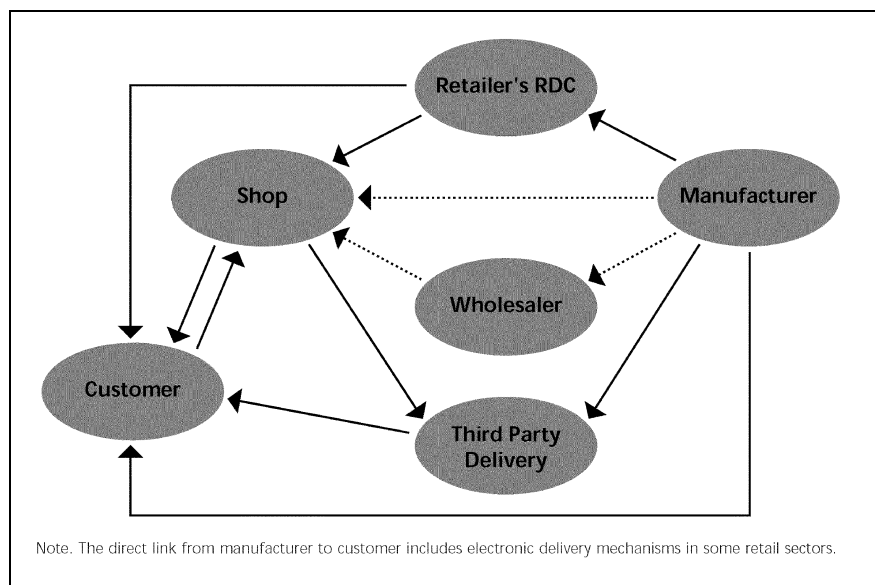 Retailer's RDC
Shop
Manufacturer
Wholesaler
Customer
Third Party
Delivery
Note. The direct link from manufacturer to customer includes electronic delivery mechanisms in some retail sectors.